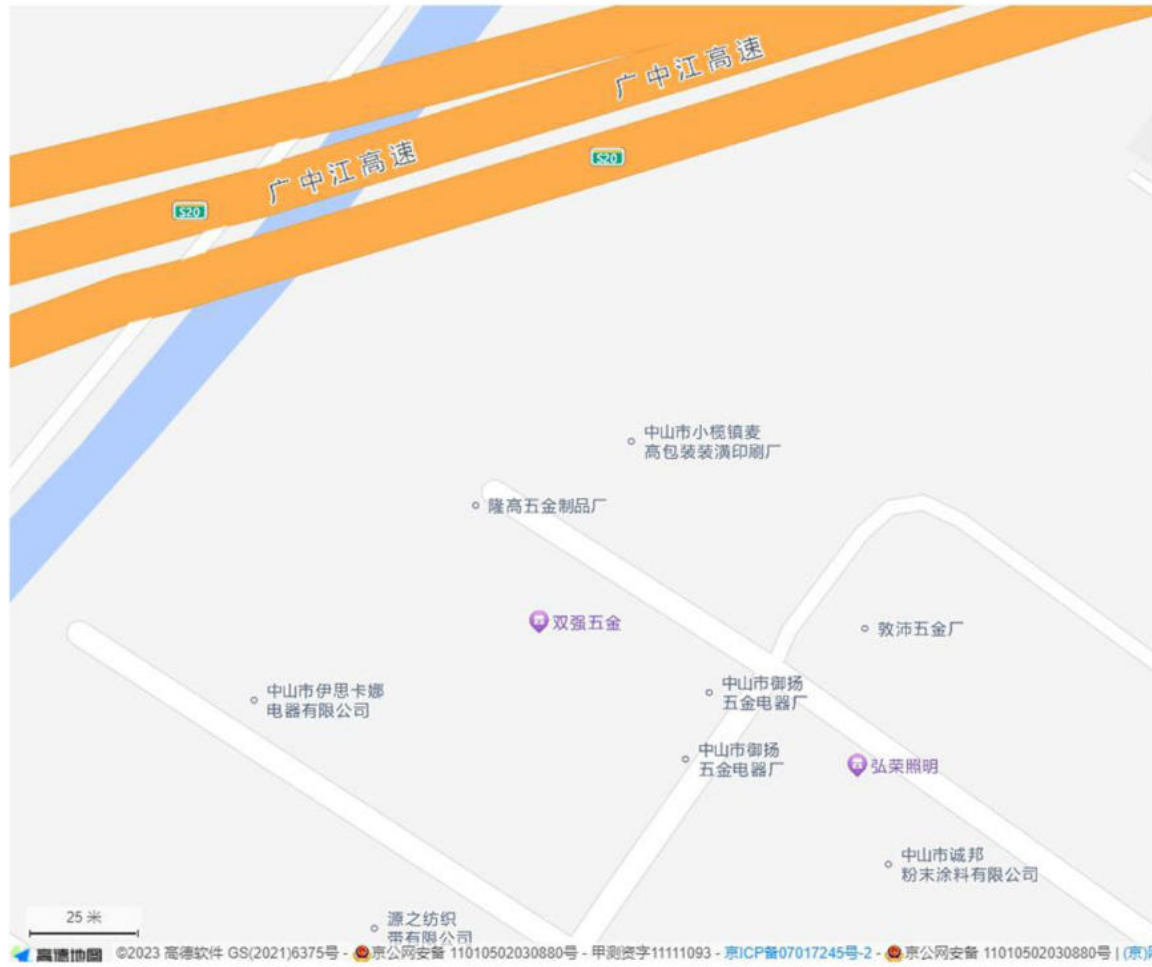 广中江高速
广中江高速
S20
S20
中山市小榄镇麦
高包装装潢印刷厂
隆高五金制品厂
双强五金
敦沛五金厂
中山市伊思卡娜
电器有限公司
中山市御扬
五金电器厂
中山市御扬
五金电器厂
弘荣照明
中山市诚邦
粉末涂料有限公司
25 米
源之纺织
带有限公司
高德地图 ©2023 高德软件 GS(2021)6375号 - 京公网安备 11010502030880号 - 甲测资字11111093 - 京ICP备07017245号-2 - 京公网安备 11010502030880号 | (京)